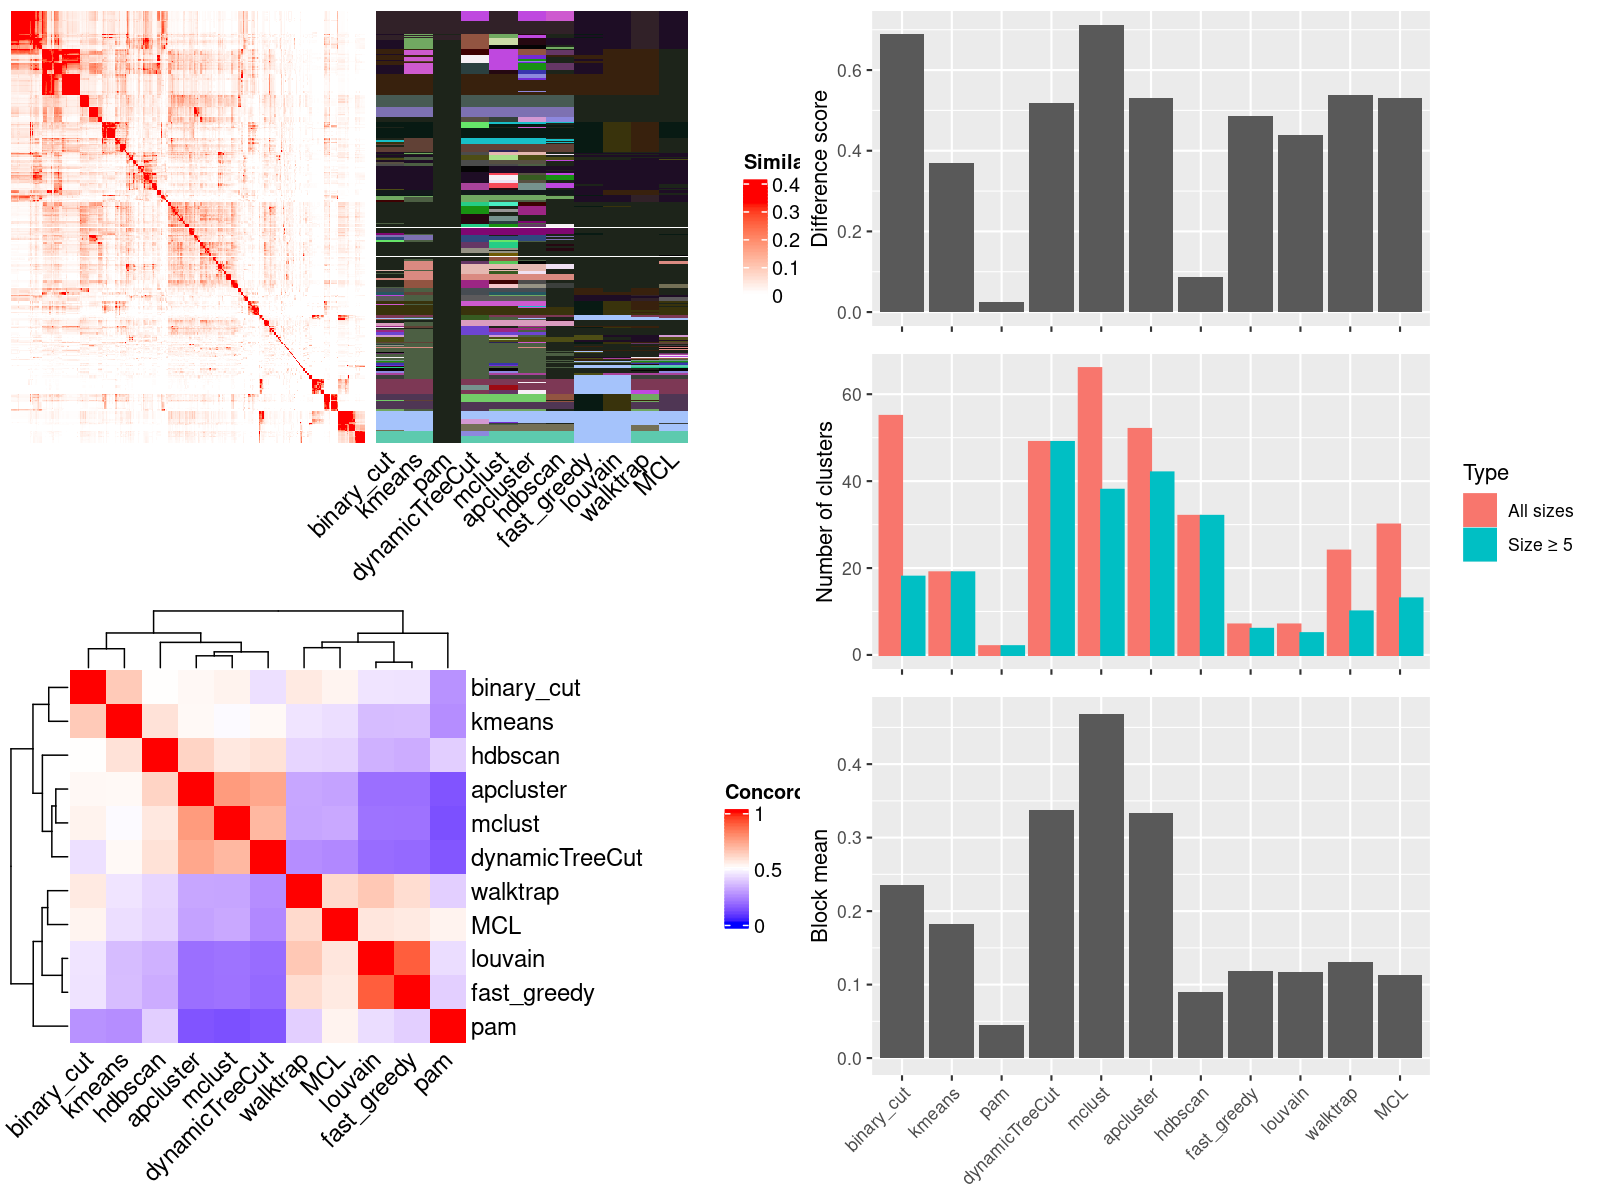 Simila
0.4
0.3
0.2
0.1
0
binary_cut
kmeans
pam
dynamicTreeCut
mclust
apcluster
hdbscan
fast_greedy
louvain
walktrap
MCL
binary_cut
kmeans
hdbscan
apcluster
mclust
dynamicTreeCut
walktrap
MCL
louvain
fast_greedy
pam
Concord
1
0.5
0
binary_cut
kmeans
hdbscan
apcluster
mclust
dynamicTreeCut
walktrap
MCL
louvain
fast_greedy
pam
Difference score
0.6
0.4
0.2
0.0
Number of clusters
60
40
20
0
Type
All sizes
Size ≥ 5
Block mean
0.4
0.3
0.2
0.1
0.0
binary_cut
kmeans
pam
dynamicTreeCut
mclust
apcluster
hdbscan
fast_greedy
louvain
walktrap
MCL